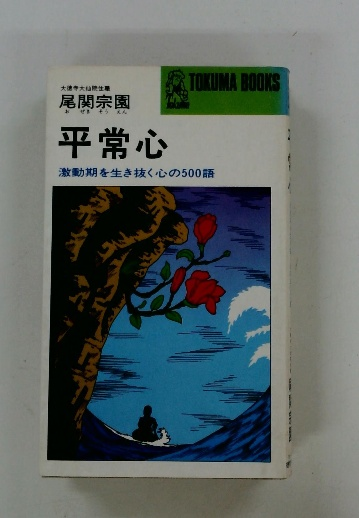 大徳寺大仙院住職
尾関宗園
お ぜき そう えん
TOKUMA BOOKS
平常心
激動期を生き抜く心の500語